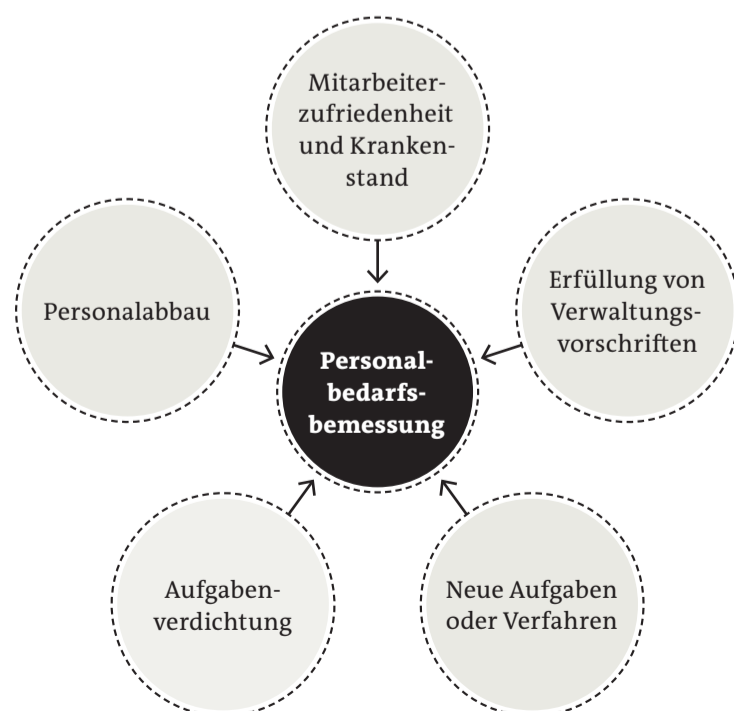 Mitarbeiter-
zufriedenheit
und Kranken-
stand
Personalabbau
Erfüllung von
Verwaltungs-
vorschriften
Personal-
bedarfs-
bemessung
Aufgaben-
verdichtung
Neue Aufgaben
oder Verfahren